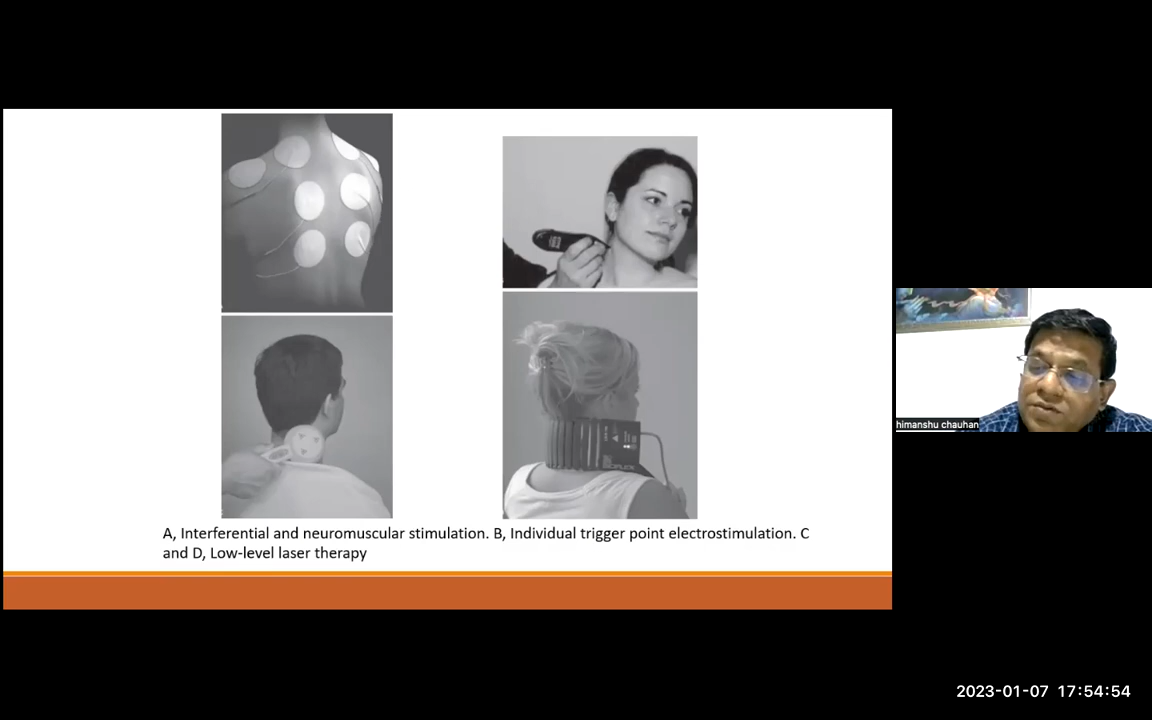 A, Interferential and neuromuscular stimulation. B, Individual trigger point electrostimulation. C
and D, Low-level laser therapy
himanshu chauhan
2023-01-07 17:54:54